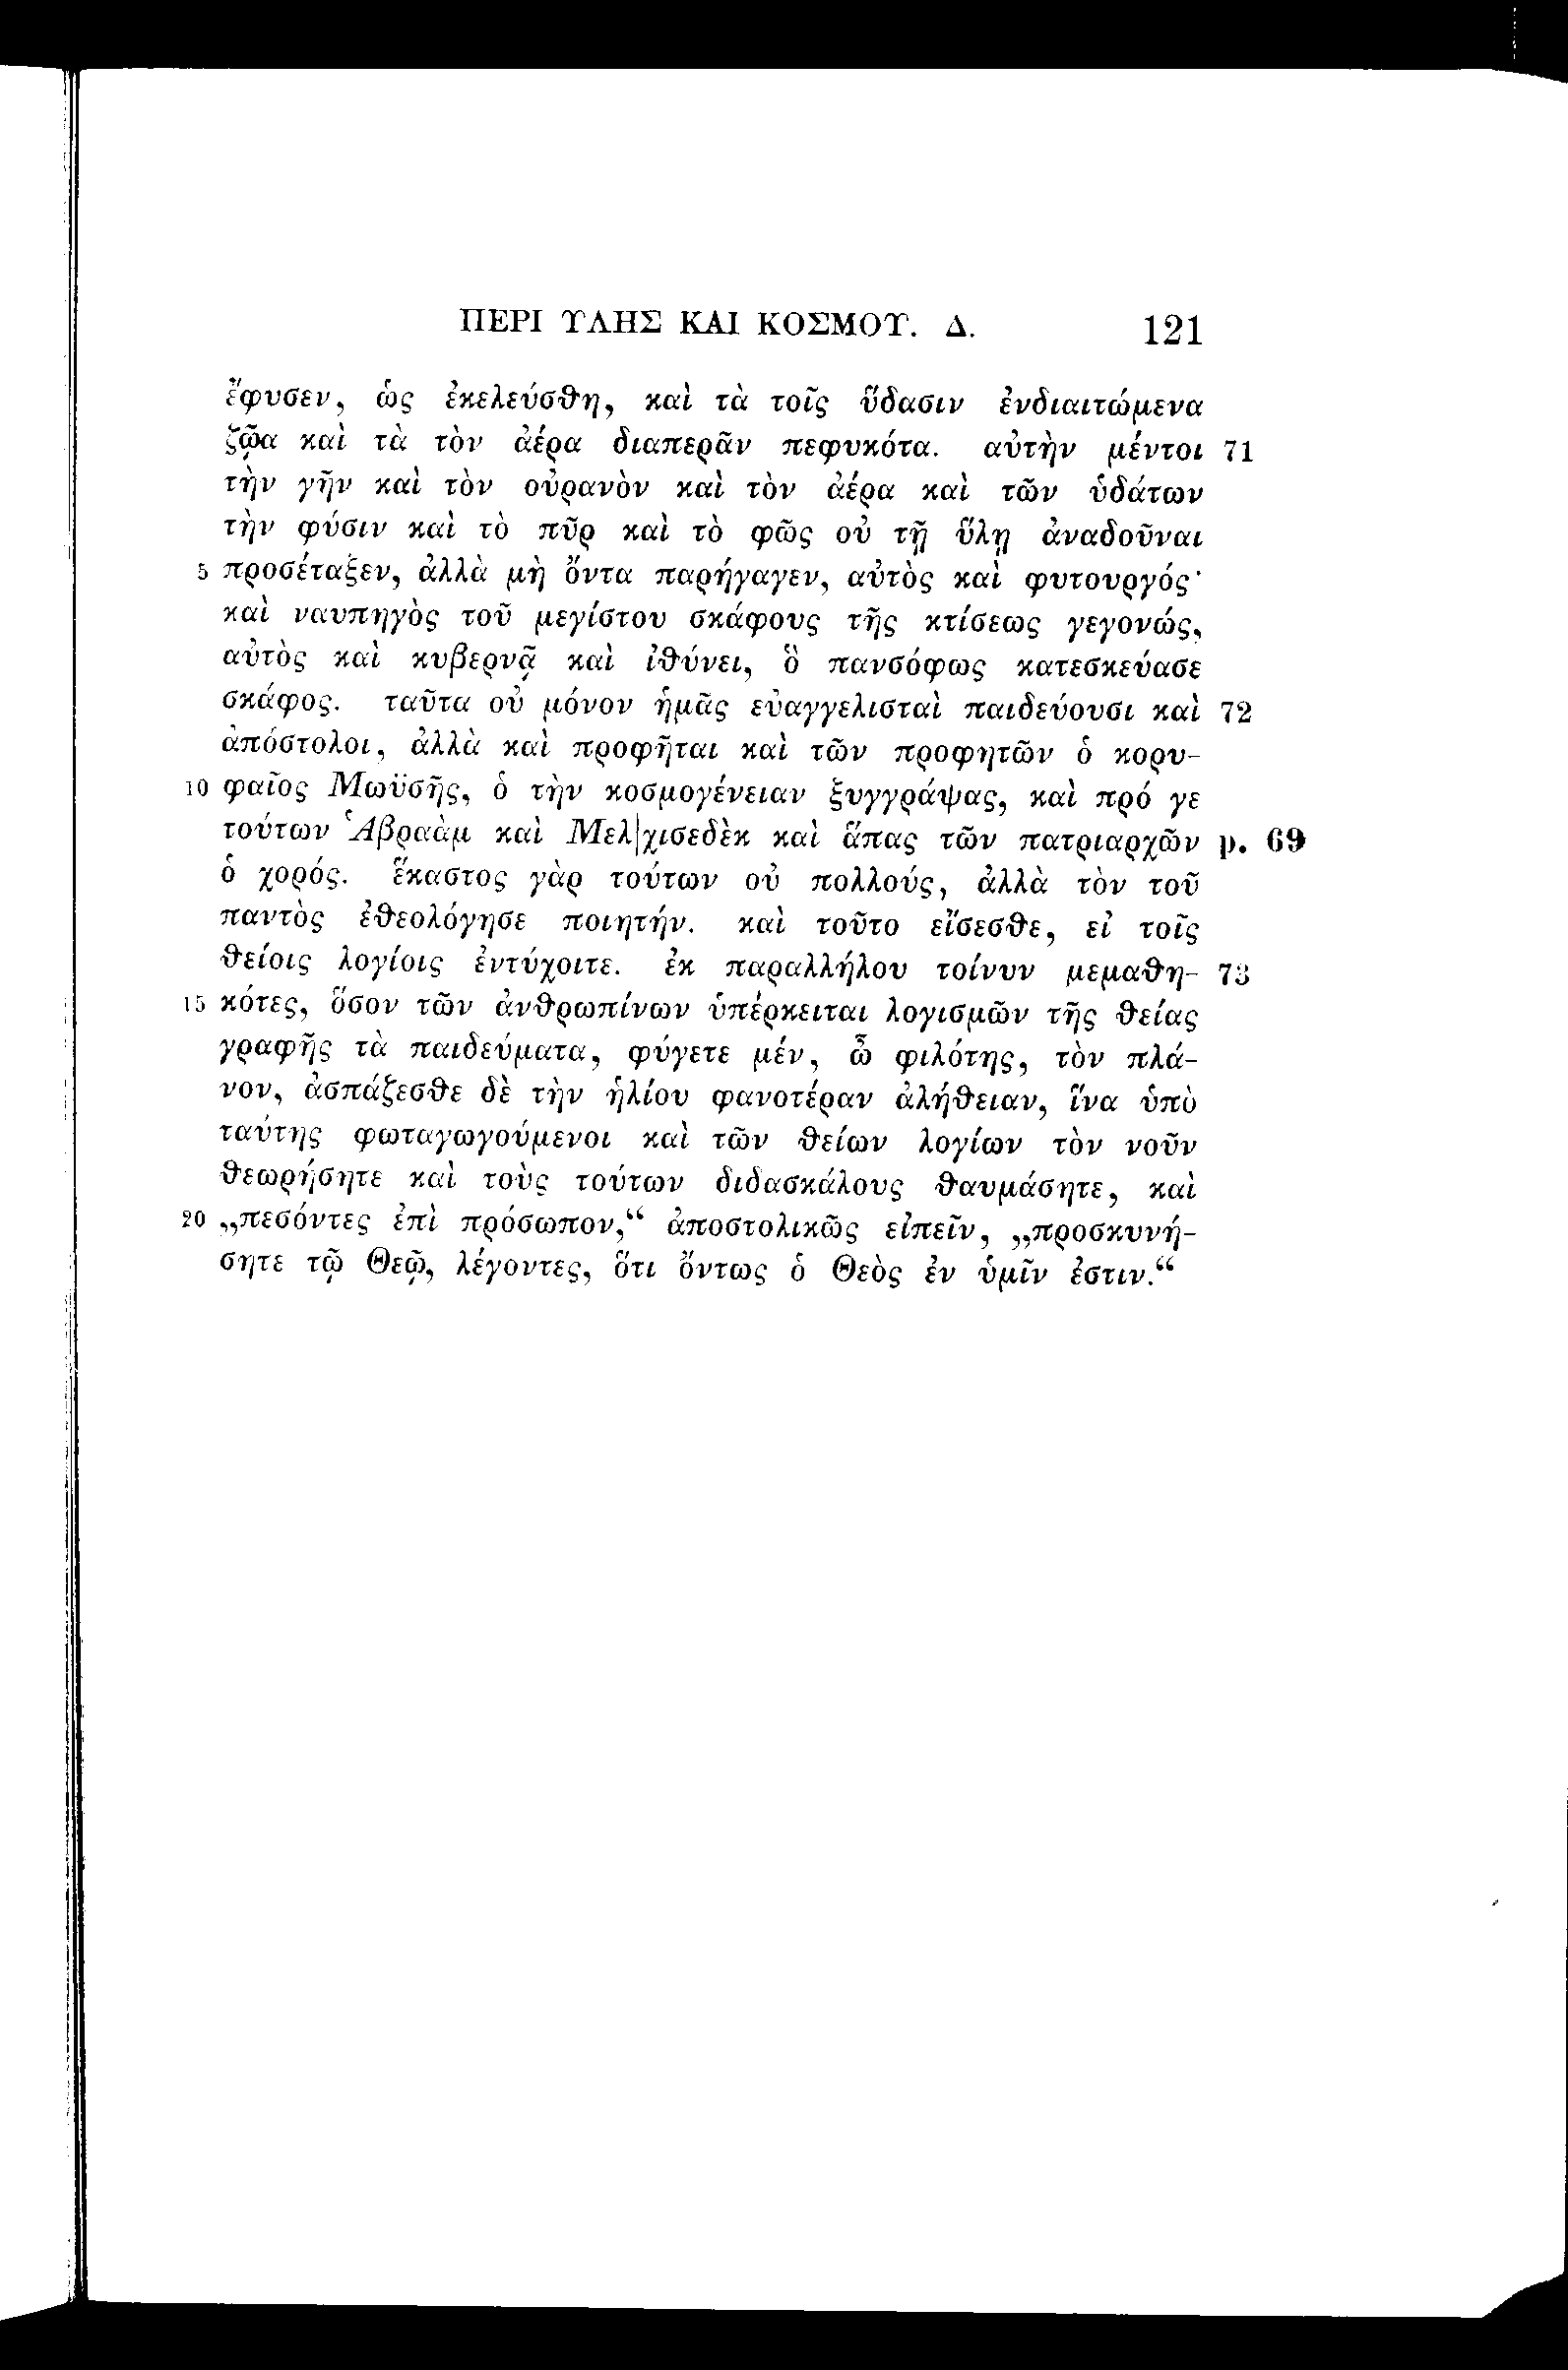 ΠΕΡΙ ΥΛΗΣ ΚΑΙ ΚΟΣΜΟΥ. Δ. 121
ἔφυσεν, ὡς ἐκελεύσθη, καὶ τὰ τοῖς ὕδασιν ἐνδιαιτώμενα
ζῷα καὶ τὰ τὸν ἀέρα διαπερᾶν πεφυκότα. αὐτὴν μέντοι 71
τὴν γῆν καὶ τὸν οὐρανὸν καὶ τὸν ἀέρα καὶ τῶν ὑδάτων
τὴν φύσιν καὶ τὸ πῦρ καὶ τὸ φῶς οὐ τῇ ὕλῃ ἀναδοῦναι
5 προσέταξεν, ἀλλὰ μὴ ὄντα παρήγαγεν, αὐτὸς καὶ φυτουργός·
καὶ ναυπηγὸς τοῦ μεγίστου σκάφους τῆς κτίσεως γεγονώς,
αὐτὸς καὶ κυβερνᾷ καὶ ἰθύνει, ὃ πανσόφως κατεσκεύασε
σκάφος. ταῦτα οὐ μόνον ἡμᾶς εὐαγγελισταὶ παιδεύουσι καὶ 72
ἀπόστολοι, ἀλλὰ καὶ προφῆται καὶ τῶν προφητῶν ὁ κορυ-
10 φαῖος Μωϋσῆς, ὁ τὴν κοσμογένειαν ξυγγράψας, καὶ πρό γε
τούτων Ἁβραὰμ καὶ Μελ|χισεδὲκ καὶ ἅπας τῶν πατριαρχῶν p. 69
ὁ χορός. ἕκαστος γὰρ τούτων οὐ πολλούς, ἀλλὰ τὸν τοῦ
παντὸς ἐθεολόγησε ποιητήν. καὶ τοῦτο εἴσεσθε, εἰ τοῖς
θείοις λογίοις ἐντύχοιτε. ἐκ παραλλήλου τοίνυν μεμαθη- 73
15 κότες, ὅσον τῶν ἀνθρωπίνων ὑπέρκειται λογισμῶν τῆς θείας
γραφῆς τὰ παιδεύματα, φύγετε μέν, ὦ φιλότης, τὸν πλά-
νον, ἀσπάζεσθε δὲ τὴν ἡλίου φανοτέραν ἀλήθειαν, ἵνα ὑπὸ
ταύτης φωταγωγούμενοι καὶ τῶν θείων λογίων τὸν νοῦν
θεωρήσητε καὶ τοὺς τούτων διδασκάλους θαυμάσητε, καὶ
20 „πεσόντες ἐπὶ πρόσωπον,“ ἀποστολικῶς εἰπεῖν, „προσκυνή-
σητε τῷ Θεῷ, λέγοντες, ὅτι ὄντως ὁ Θεὸς ἐν ὑμῖν ἐστιν.“